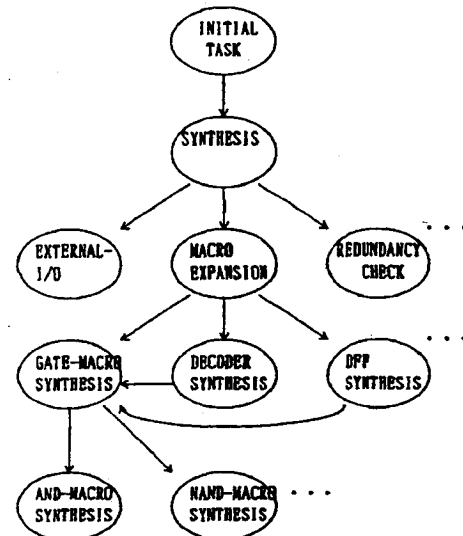 INITIAL
TASK
SYNTHESIS
EXTERNAL-
I/O
MACRO
EXPANSION
REDUNDANCY
CHECK
. . .
GATE-MACRO
SYNTHESIS
DECODER
SYNTHESIS
DFF
SYNTHESIS
. . .
AND-MACRO
SYNTHESIS
NAND-MACRO
SYNTHESIS
. . .